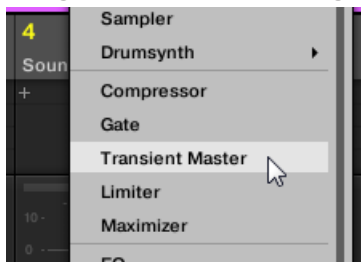 4
Soun
+
10-
0
Sampler
Drumsynth
Compressor
Gate
Transient Master
Limiter
Maximizer